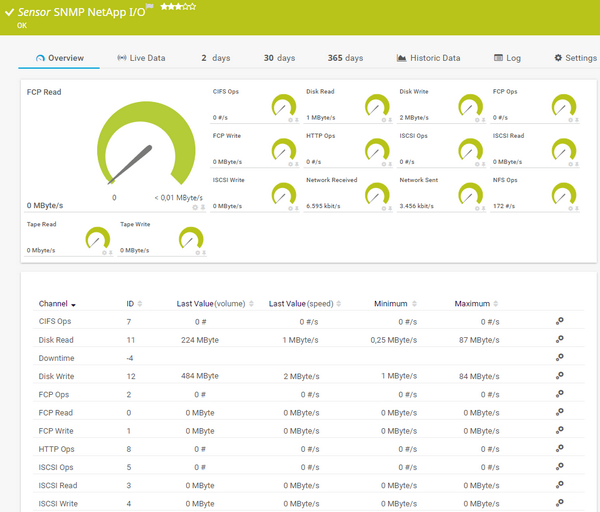 Sensor SNMP NetApp I/O
OK
Overview Live Data 2 days 30 days 365 days Historic Data Log Settings
FCP Read CIFS Ops Disk Read Disk Write FCP Ops
0 #/s 1 MByte/s 2 MByte/s 0 #/s
FCP Write HTTP Ops ISCSI Ops ISCSI Read
0 MByte/s 0 #/s 0 #/s 0 MByte/s
ISCSI Write Network Received Network Sent NFS Ops
0 < 0,01 MByte/s
0 MByte/s 0 MByte/s 6.595 kbit/s 3.456 kbit/s 172 #/s
Tape Read Tape Write
0 Mbyte/s 0 MByte/s
Channel ID Last Value (volume) Last Value (speed) Minimum Maximum
CIFS Ops 7 0 # 0 #/s 0 #/s 0 #/s
Disk Read 11 224 MByte 1 MByte/s 0,25 MByte/s 87 MByte/s
Downtime -4
Disk Write 12 484 MByte 2 MByte/s 1 MByte/s 84 MByte/s
FCP Ops 2 0 # 0 #/s 0 #/s 0 #/s
FCP Read 0 0 MByte 0 MByte/s 0 MByte/s 0 MByte/s
FCP Write 1 0 MByte 0 MByte/s 0 MByte/s 0 MByte/s
HTTP Ops 8 0 # 0 #/s 0 #/s 0 #/s
ISCSI Ops 5 0 # 0 #/s 0 #/s 0 #/s
ISCSI Read 3 0 MByte 0 MByte/s 0 MByte/s 0 MByte/s
ISCSI Write 4 0 MByte 0 MByte/s 0 MByte/s 0 MByte/s